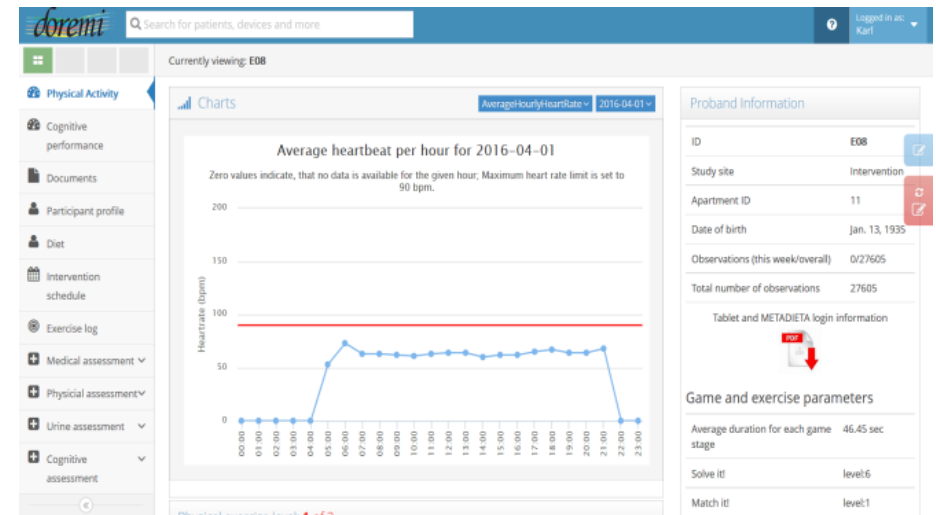 doremi
Search for patients, devices and more
?
Logged in as:
Karl
Currently viewing: E08
Physical Activity
Cognitive
performance
Documents
Participant profile
Diet
Intervention
schedule
Exercise log
Medical assessment
Physicial assessment
Urine assessment
Cognitive
assessment
Charts
AverageHourlyHeartRate
2016-04-01
Average heartbeat per hour for 2016-04-01
Zero values indicate, that no data is available for the given hour; Maximum heart rate limit is set to
90 bpm.
Heartrate (bpm)
200
150
100
50
0
00:00
01:00
02:00
03:00
04:00
05:00
06:00
07:00
08:00
09:00
10:00
11:00
12:00
13:00
14:00
15:00
16:00
17:00
18:00
19:00
20:00
21:00
22:00
23:00
Physical exercise level: 1 of 3
Proband Information
ID E08
Study site Intervention
Apartment ID 11
Date of birth Jan. 13, 1935
Observations (this week/overall) 0/27605
Total number of observations 27605
Tablet and METADIETA login information
PDF
Game and exercise parameters
Average duration for each game 46.45 sec
stage
Solve it! level:6
Match it! level:1